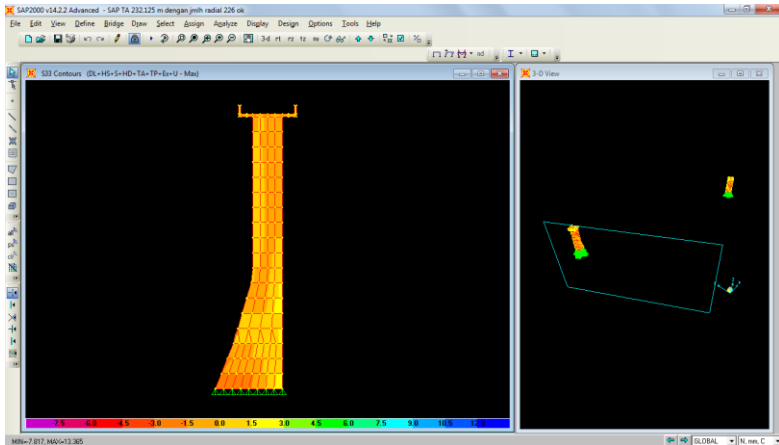 SAP2000 v14.2.2 Advanced - SAP TA 232.125 m dengan jmlh radial 226 ok
File Edit View Define Bridge Draw Select Assign Analyze Display Design Options Tools Help
3-d
nd
S33 Contours (DL+HS+S+HD+TA+TP+Ex+U - Max)
3-D View
-7.5 -6.0 -4.5 -3.0 -1.5 0.0 1.5 3.0 4.5 6.0 7.5 9.0 10.5 12.0
MIN=-7.817, MAX=13.365
GLOBAL
N, mm, C